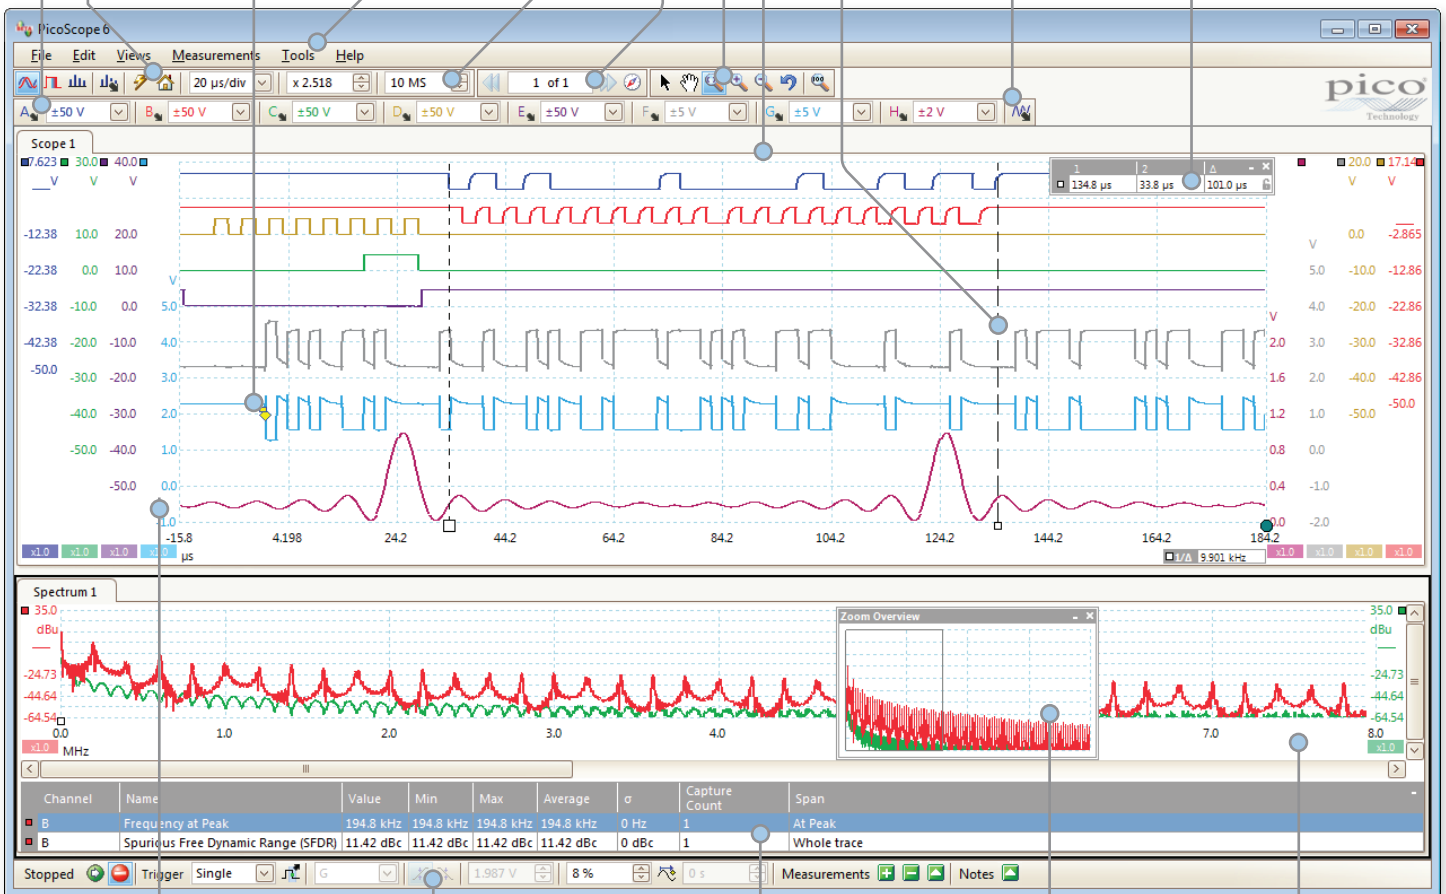 PicoScope 6
File Edit Views Measurements Tools Help
20 µs/div x 2.518 10 MS 1 of 1
A ±50 V B ±50 V C ±50 V D ±50 V E ±50 V F ±5 V G ±5 V H ±2 V
pico
Technology
Scope 1
7.623 30.0 40.0
V V V
1 2 Δ
134.8 µs 33.8 µs 101.0 µs
20.0 17.14
V V
-12.38 10.0 20.0
0.0 -2.865
V
-22.38 0.0 10.0
V
5.0 -10.0 -12.86
-32.38 -10.0 0.0 5.0
4.0 -20.0 -22.86
V
-42.38 -20.0 -10.0 4.0
2.0 3.0 -30.0 -32.86
-50.0
-30.0 -20.0 3.0
1.6 2.0 -40.0 -42.86
-40.0 -30.0 2.0
1.2 1.0 -50.0 -50.0
-50.0 -40.0 1.0
0.8 0.0
-50.0 0.0
0.4 -1.0
-1.0
0.0 -2.0
-15.8 4.198 24.2 44.2 64.2 84.2 104.2 124.2 144.2 164.2 184.2
µs
x1.0 x1.0 x1.0 x1.0
1/Δ 9.901 kHz
x1.0 x1.0 x1.0 x1.0
Spectrum 1
35.0
dBu
-24.73
-44.64
-64.54
Zoom Overview
35.0
dBu
-24.73
-44.64
-64.54
0.0 1.0 2.0 3.0 4.0 7.0 8.0
x1.0 MHz
x1.0
Channel Name Value Min Max Average σ Capture Count Span
B Frequency at Peak 194.8 kHz 194.8 kHz 194.8 kHz 194.8 kHz 0 Hz 1 At Peak
B Spurious Free Dynamic Range (SFDR) 11.42 dBc 11.42 dBc 11.42 dBc 11.42 dBc 0 dBc 1 Whole trace
Stopped Trigger Single G 1.987 V 8 % 0 s Measurements Notes